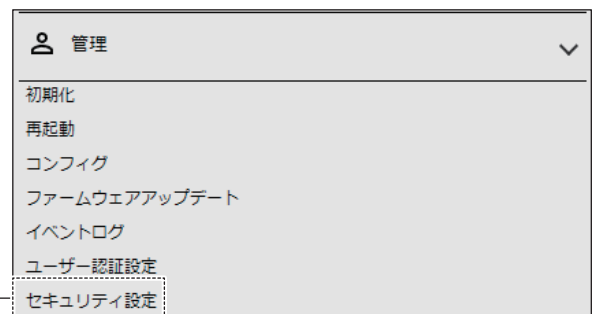 管理
初期化
再起動
コンフィグ
ファームウェアアップデート
イベントログ
ユーザー認証設定
セキュリティ設定